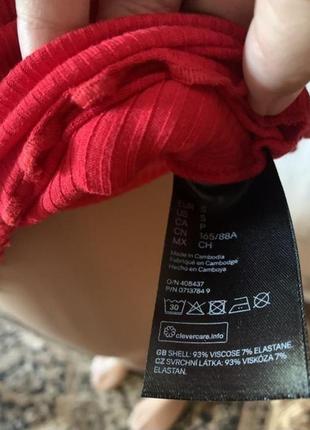 EUR S
US S
CA P
CN 165/88A
MX CH
Made in Cambodia
Fabriqué en Cambodge
Hecho en Camboya
O/N 408437
P/N 0713784 9
30
clevercare.info
GB SHELL: 93% VISCOSE 7% ELASTANE.
CZ SVRCHNÍ LÁTKA: 93% VISKÓZA 7%
ELASTAN.